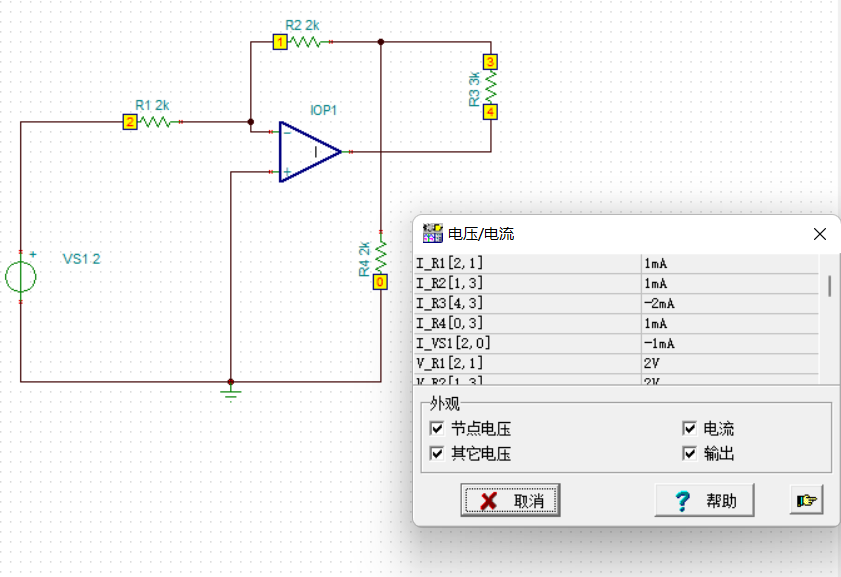 R2 2k
1
3
R3 3k
4
R1 2k
2
IOP1
−
I
+
+
VS1 2
R4 2k
0
电压/电流
I_R1[2,1] 1mA
I_R2[1,3] 1mA
I_R3[4,3] -2mA
I_R4[0,3] 1mA
I_VS1[2,0] -1mA
V_R1[2,1] 2V
V_R2[1,3] 2V
外观
节点电压 电流
其它电压 输出
取消 ? 帮助